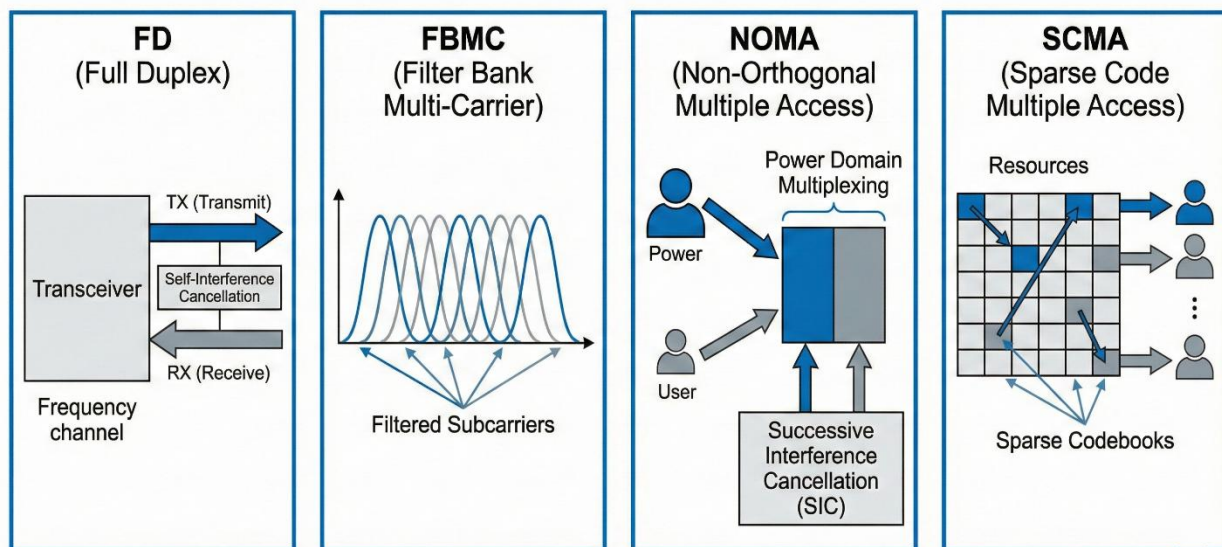 FD
(Full Duplex)
TX (Transmit)
Transceiver
Self-Interference
Cancellation
RX (Receive)
Frequency
channel
FBMC
(Filter Bank
Multi-Carrier)
Filtered Subcarriers
NOMA
(Non-Orthogonal
Multiple Access)
Power Domain
Multiplexing
Power
User
Successive
Interference
Cancellation
(SIC)
SCMA
(Sparse Code
Multiple Access)
Resources
Sparse Codebooks